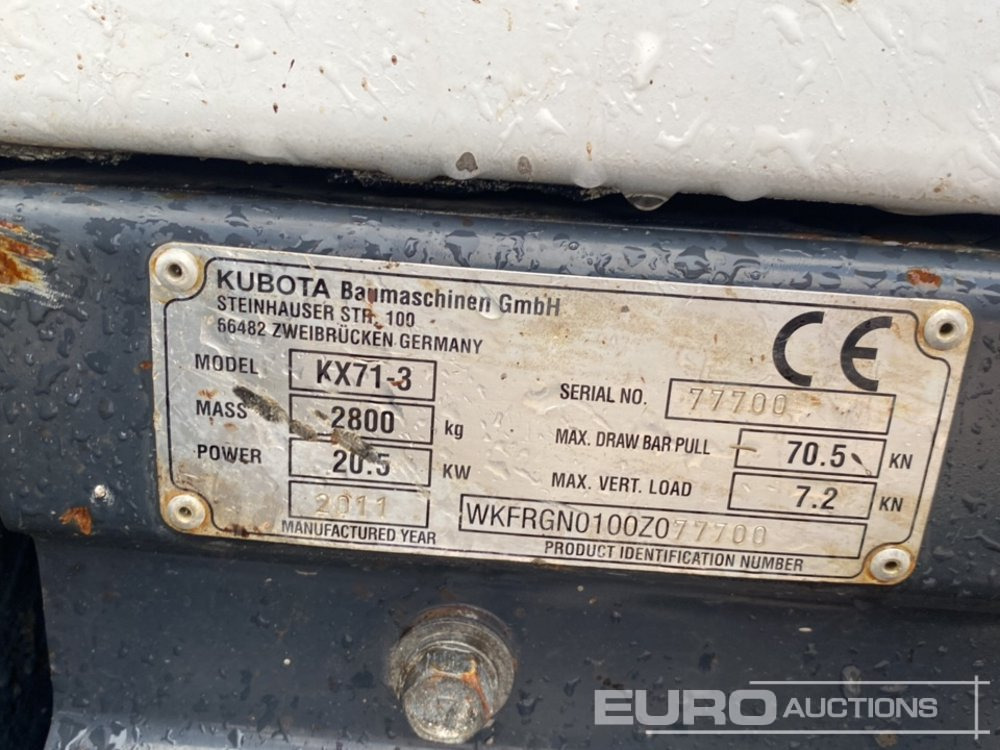 KUBOTA Baumaschinen GmbH
STEINHAUSER STR. 100
66482 ZWEIBRÜCKEN GERMANY
CE
MODEL KX71-3
MASS 2800 kg
POWER 20.5 KW
2011
MANUFACTURED YEAR
SERIAL NO. 77700
MAX. DRAW BAR PULL 70.5 KN
MAX. VERT. LOAD 7.2 KN
WKFRGN0100Z077700
PRODUCT IDENTIFICATION NUMBER
EURO AUCTIONS